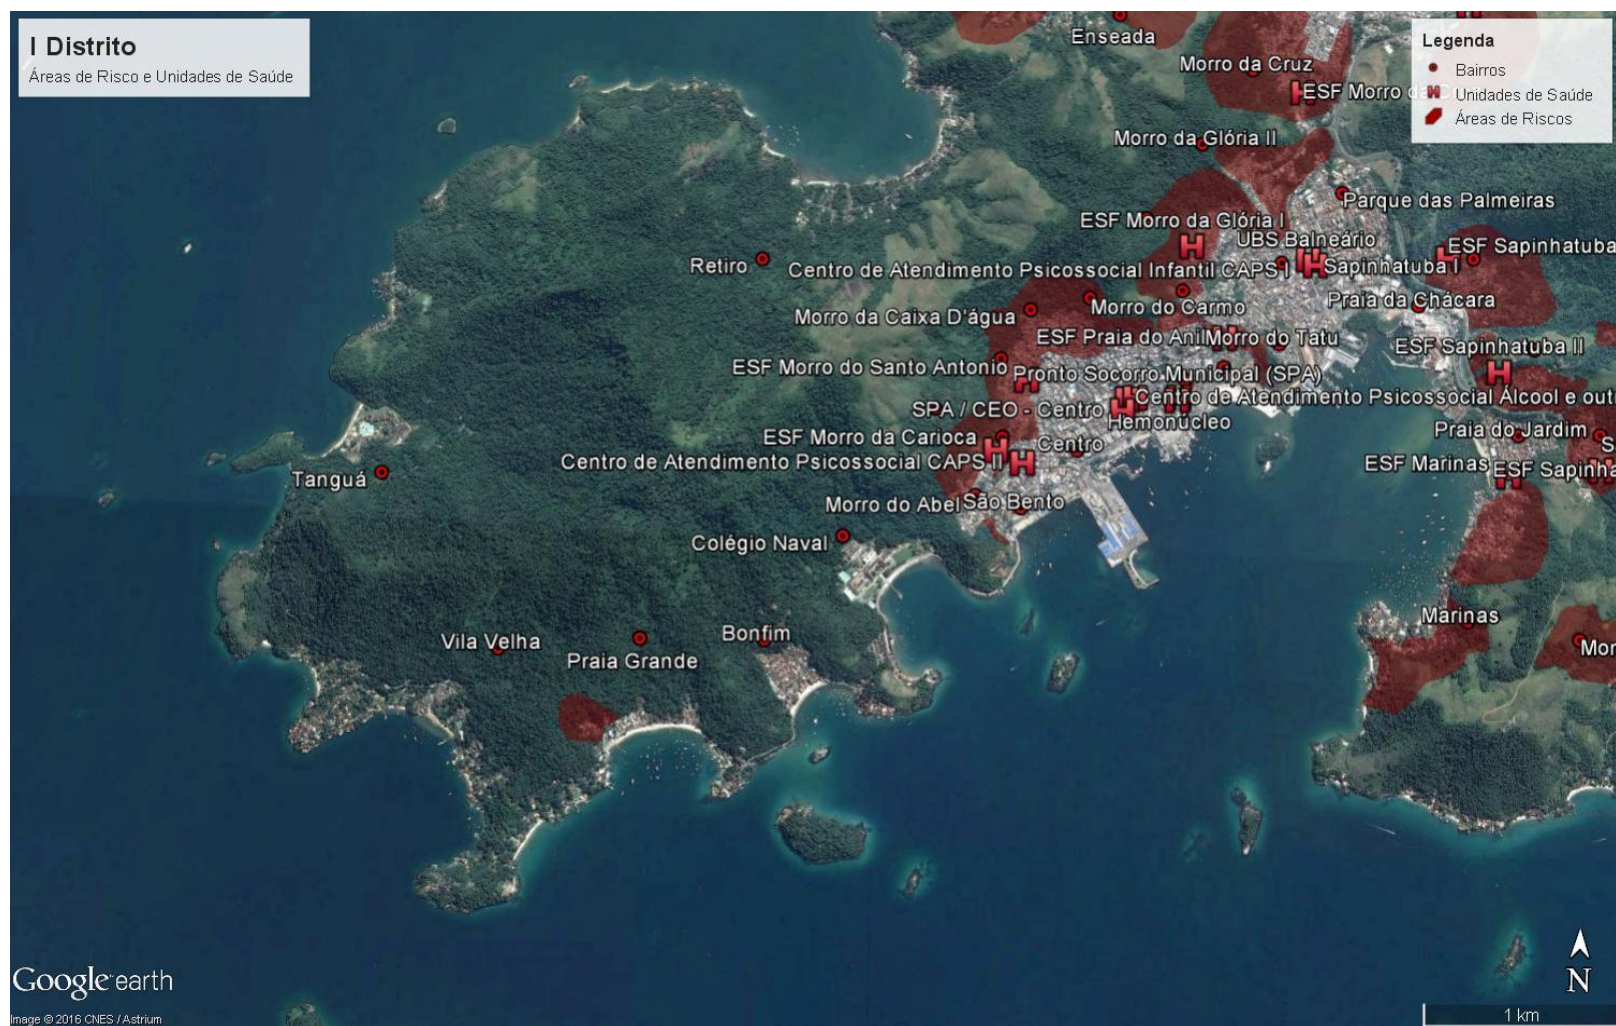 I Distrito
Áreas de Risco e Unidades de Saúde
Legenda
Bairros
Unidades de Saúde
Áreas de Riscos
Enseada
Morro da Cruz
ESF Morro da C
Morro da Glória II
Parque das Palmeiras
ESF Morro da Glória I
UBS Balneário
ESF Sapinhatuba
Retiro
Centro de Atendimento Psicossocial Infantil CAPS I
Sapinhatuba I
Morro do Carmo
Praia da Chácara
Morro da Caixa D'água
ESF Praia do Anil
Morro do Tatu
ESF Sapinhatuba II
ESF Morro do Santo Antonio
Pronto Socorro Municipal (SPA)
Centro de Atendimento Psicossocial Álcool e outr
SPA / CEO - Centro
Hemonúcleo
Praia do Jardim
S
ESF Morro da Carioca
Centro
Centro de Atendimento Psicossocial CAPS II
ESF Marinas
ESF Sapinha
Tanguá
Morro do Abel
São Bento
Colégio Naval
Marinas
Vila Velha
Bonfim
Mor
Praia Grande
Google earth
N
Image © 2016 CNES / Astrium
1 km